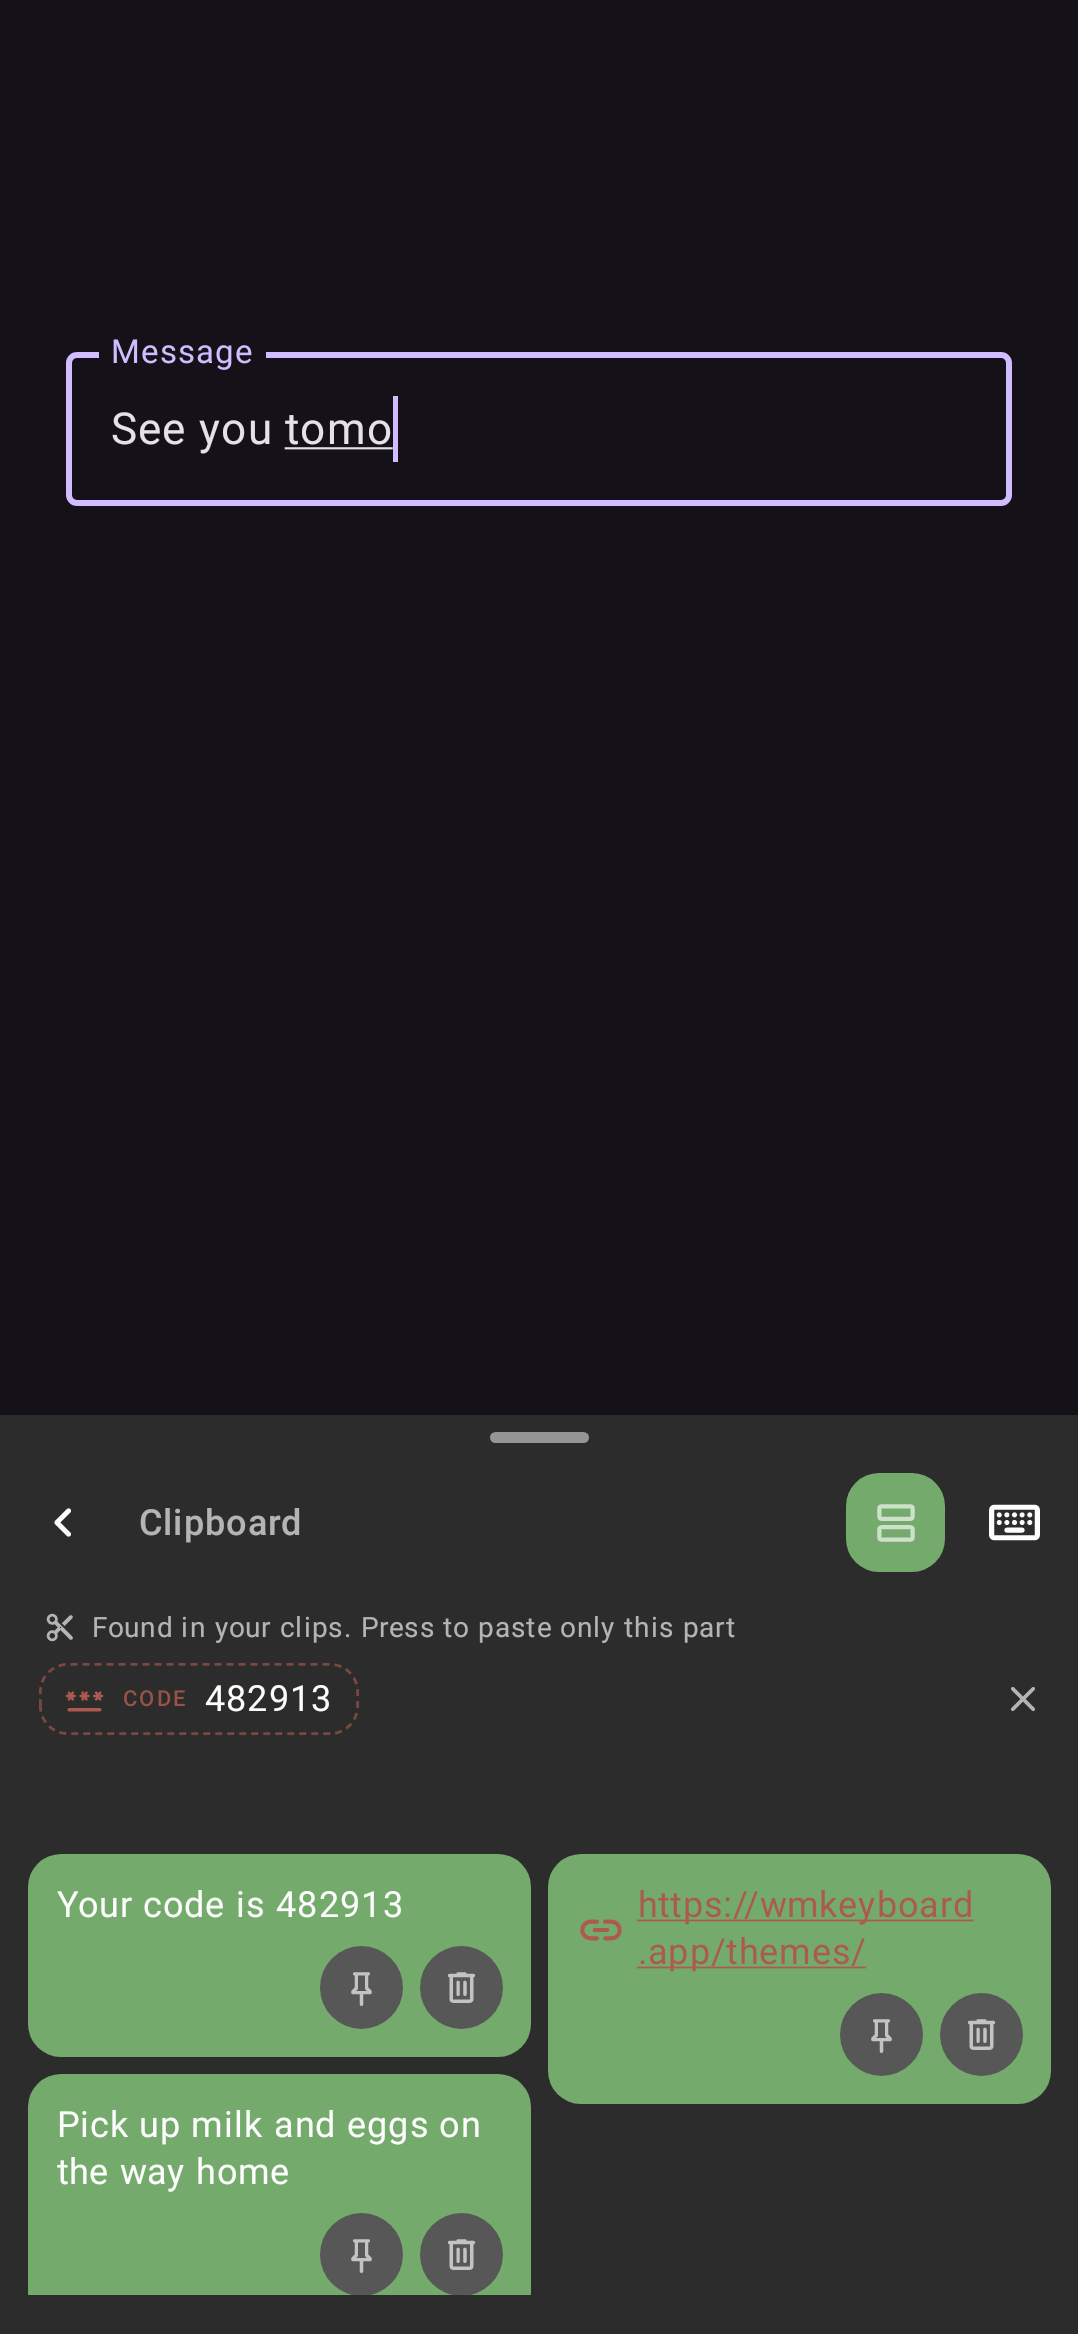 Message
See you tomo
Clipboard
Found in your clips. Press to paste only this part
*** CODE 482913
Your code is 482913
https://wmkeyboard
.app/themes/
Pick up milk and eggs on
the way home